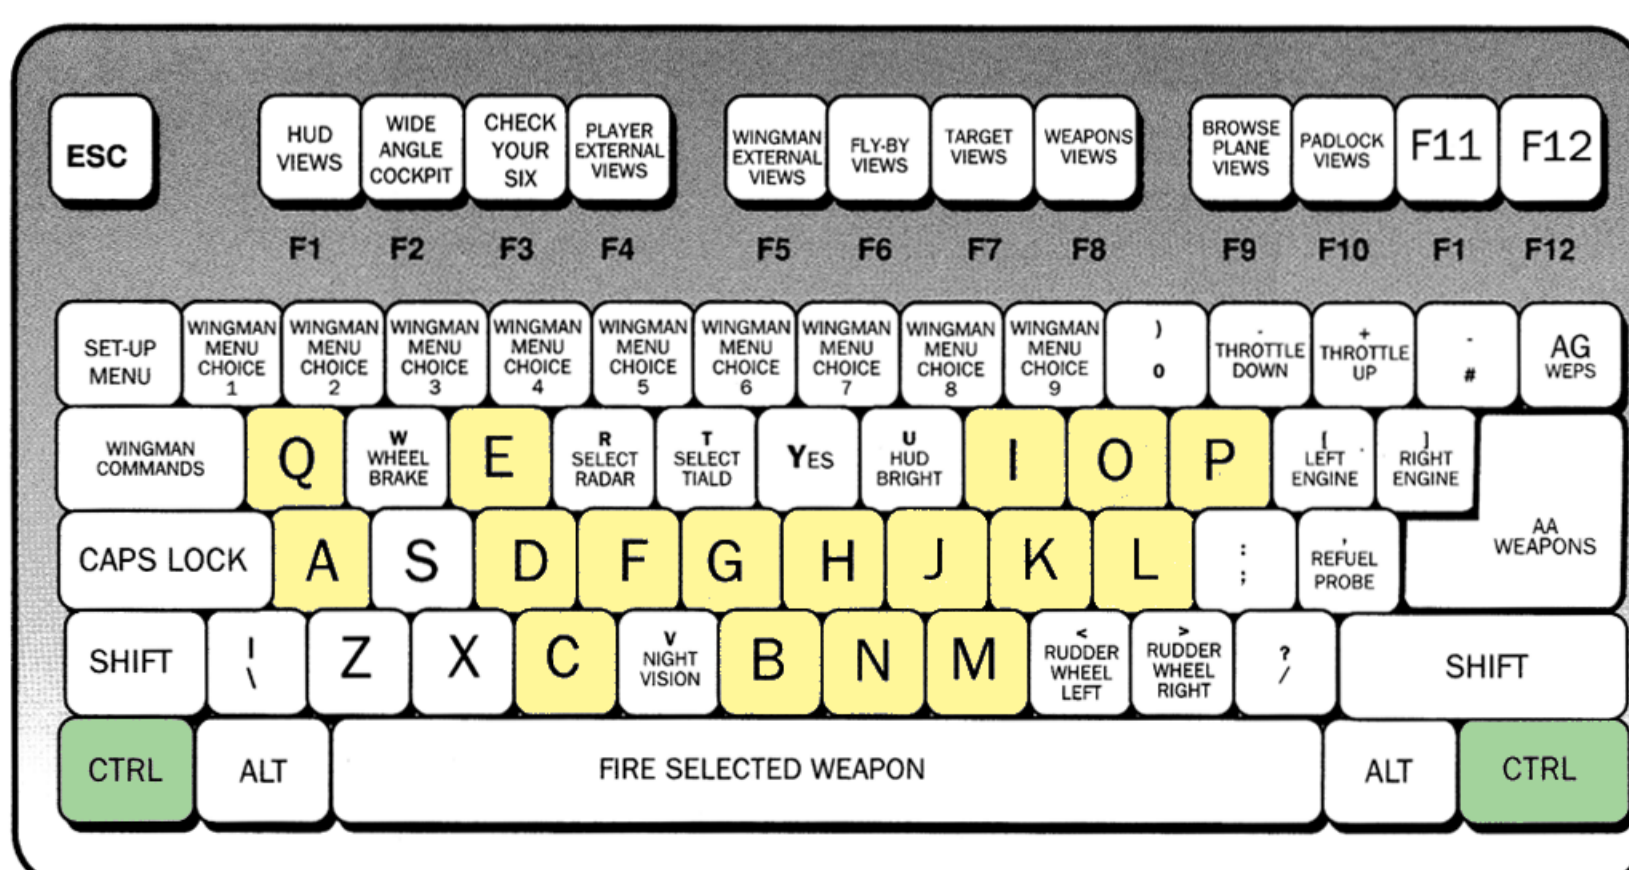 ESC
HUD
VIEWS
WIDE
ANGLE
COCKPIT
CHECK
YOUR
SIX
PLAYER
EXTERNAL
VIEWS
WINGMAN
EXTERNAL
VIEWS
FLY-BY
VIEWS
TARGET
VIEWS
WEAPONS
VIEWS
BROWSE
PLANE
VIEWS
PADLOCK
VIEWS
F11
F12
F1 F2 F3 F4 F5 F6 F7 F8 F9 F10 F1 F12
SET-UP
MENU
WINGMAN
MENU
CHOICE
1
WINGMAN
MENU
CHOICE
2
WINGMAN
MENU
CHOICE
3
WINGMAN
MENU
CHOICE
4
WINGMAN
MENU
CHOICE
5
WINGMAN
MENU
CHOICE
6
WINGMAN
MENU
CHOICE
7
WINGMAN
MENU
CHOICE
8
WINGMAN
MENU
CHOICE
9
)
0
-
THROTTLE
DOWN
+
THROTTLE
UP
-
#
AG
WEPS
WINGMAN
COMMANDS
Q
W
WHEEL
BRAKE
E
R
SELECT
RADAR
T
SELECT
TIALD
YES
U
HUD
BRIGHT
I
O
P
[
LEFT
ENGINE
]
RIGHT
ENGINE
AA
WEAPONS
CAPS LOCK
A
S
D
F
G
H
J
K
L
:
;
'
REFUEL
PROBE
SHIFT
|
\
Z
X
C
V
NIGHT
VISION
B
N
M
<
RUDDER
WHEEL
LEFT
>
RUDDER
WHEEL
RIGHT
?
/
SHIFT
CTRL
ALT
FIRE SELECTED WEAPON
ALT
CTRL